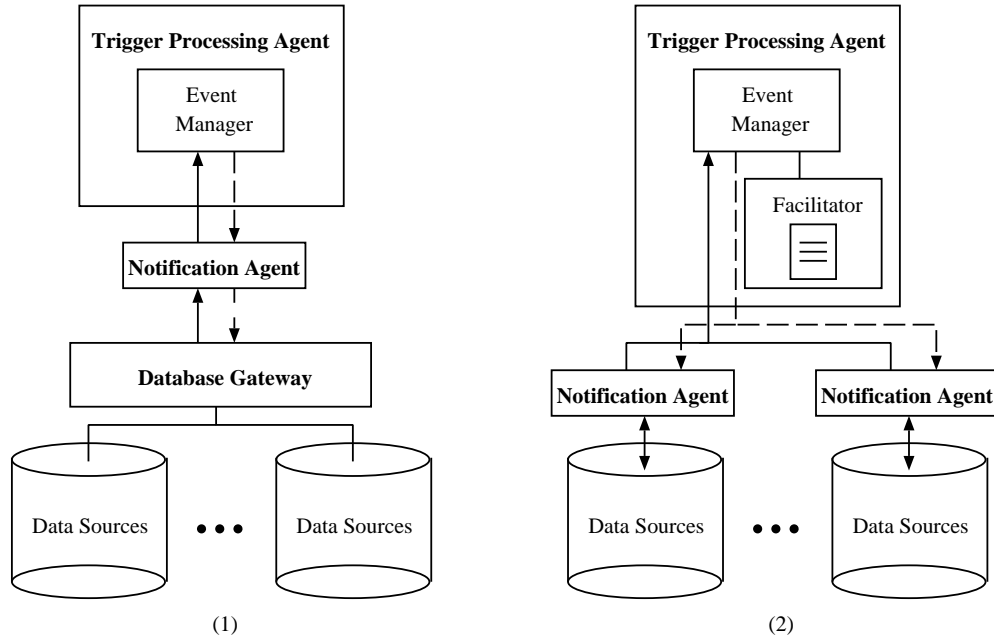 Trigger Processing Agent
Event
Manager
Notification Agent
Database Gateway
Data Sources
Data Sources
(1)
Trigger Processing Agent
Event
Manager
Facilitator
Notification Agent
Notification Agent
Data Sources
Data Sources
(2)